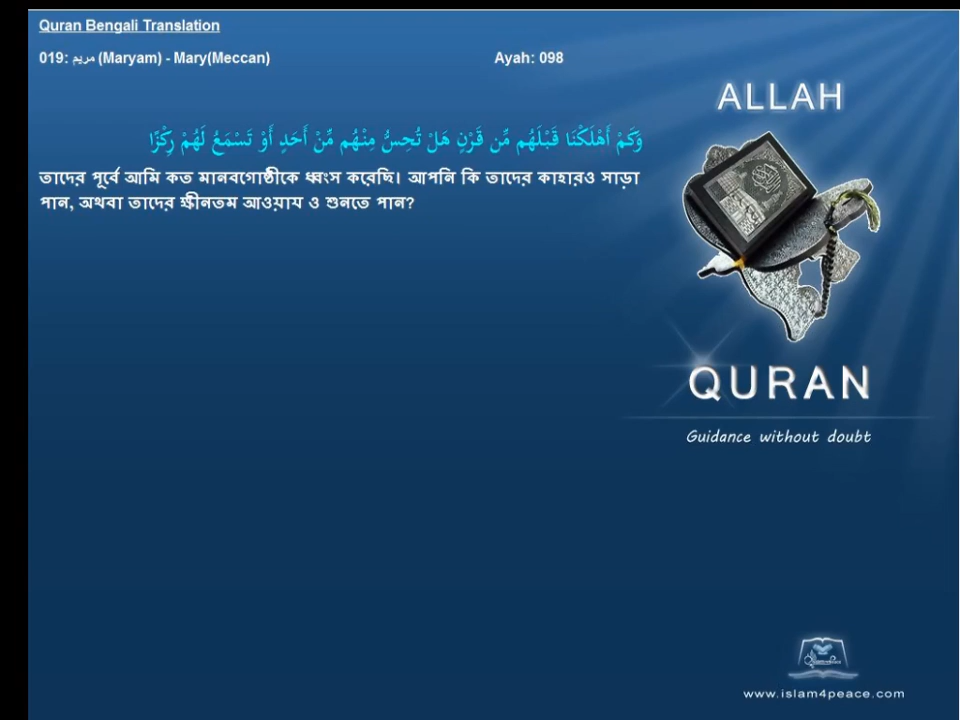 Quran Bengali Translation
019: مريم (Maryam) - Mary(Meccan) Ayah: 098
ALLAH
وَكَمْ أَهْلَكْنَا قَبْلَهُم مِّن قَرْنٍ هَلْ تُحِسُّ مِنْهُم مِّنْ أَحَدٍ أَوْ تَسْمَعُ لَهُمْ رِكْزًا
তাদের পূর্বে আমি কত মানবগোষ্ঠীকে ধ্বংস করেছি। আপনি কি তাদের কাহারও সাড়া
পান, অথবা তাদের ক্ষীনতম আওয়ায ও শুনতে পান?
QURAN
Guidance without doubt
www.islam4peace.com